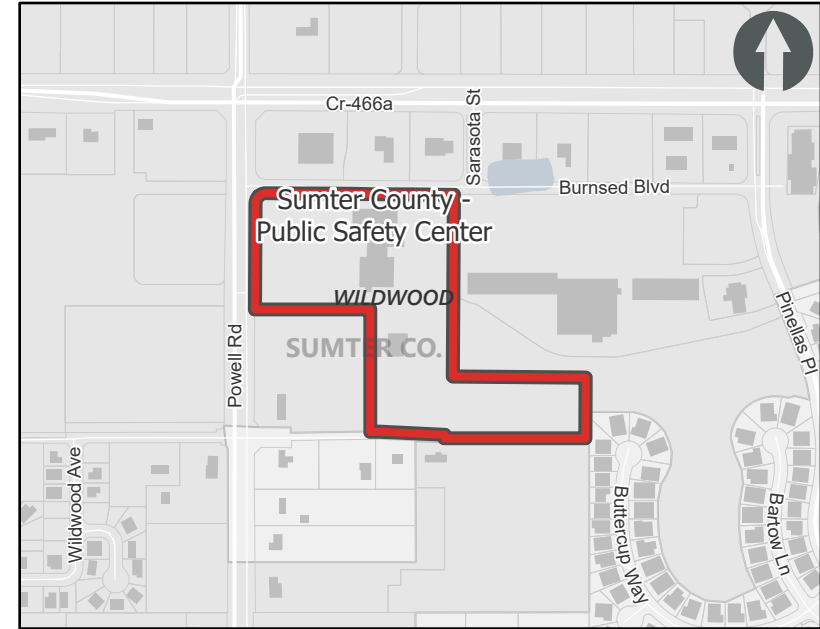 Cr-466a
Sarasota St
Burnsed Blvd
Sumter County -
Public Safety Center
WILDWOOD
SUMTER CO.
Powell Rd
Pinellas Pl
Wildwood Ave
Buttercup Way
Bartow Ln